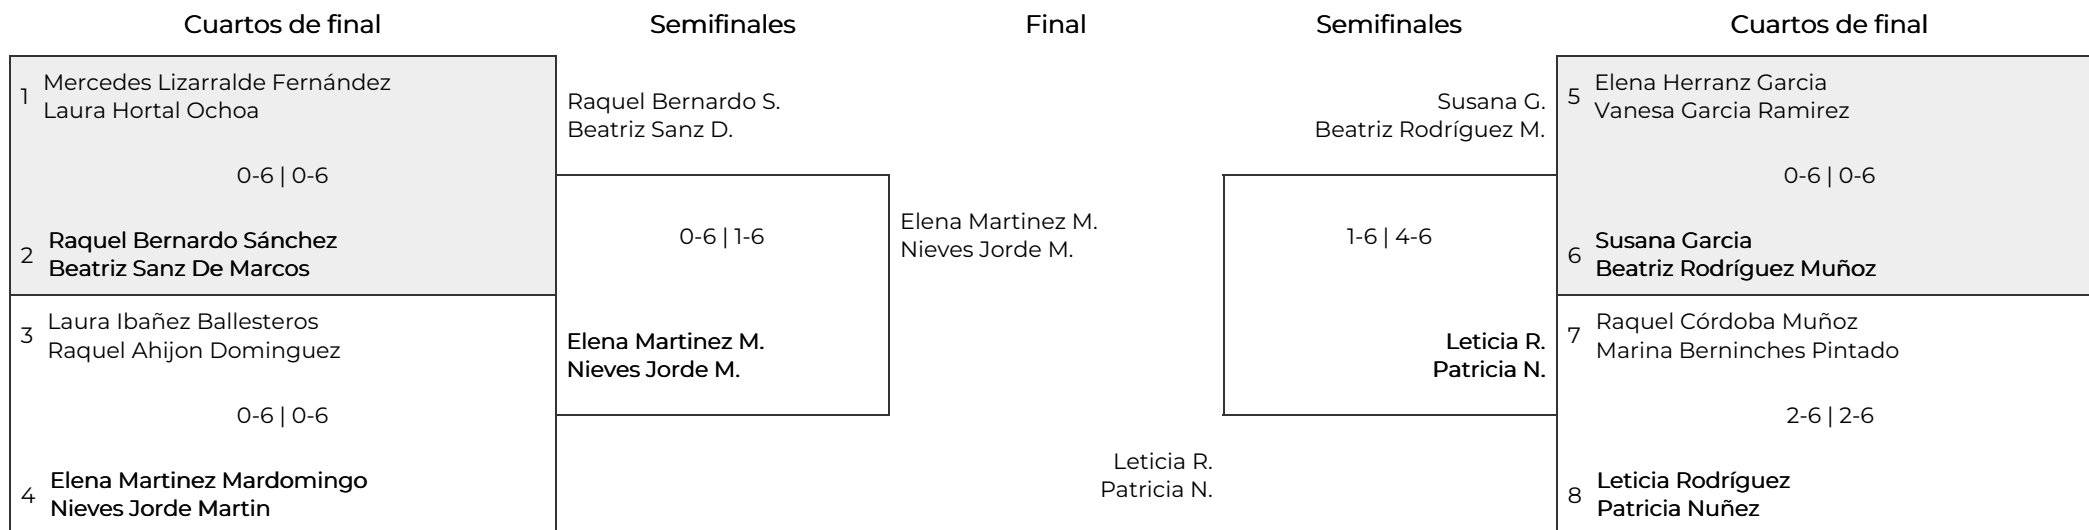 Cuartos de final
Semifinales
Final
Semifinales
Cuartos de final
1
Mercedes Lizarralde Fernández
Laura Hortal Ochoa
0-6 | 0-6
2
Raquel Bernardo Sánchez
Beatriz Sanz De Marcos
3
Laura Ibañez Ballesteros
Raquel Ahijon Dominguez
0-6 | 0-6
4
Elena Martinez Mardomingo
Nieves Jorde Martin
Raquel Bernardo S.
Beatriz Sanz D.
0-6 | 1-6
Elena Martinez M.
Nieves Jorde M.
Elena Martinez M.
Nieves Jorde M.
Leticia R.
Patricia N.
Susana G.
Beatriz Rodríguez M.
1-6 | 4-6
Leticia R.
Patricia N.
5
Elena Herranz Garcia
Vanesa Garcia Ramirez
0-6 | 0-6
6
Susana Garcia
Beatriz Rodríguez Muñoz
7
Raquel Córdoba Muñoz
Marina Berninches Pintado
2-6 | 2-6
8
Leticia Rodríguez
Patricia Nuñez